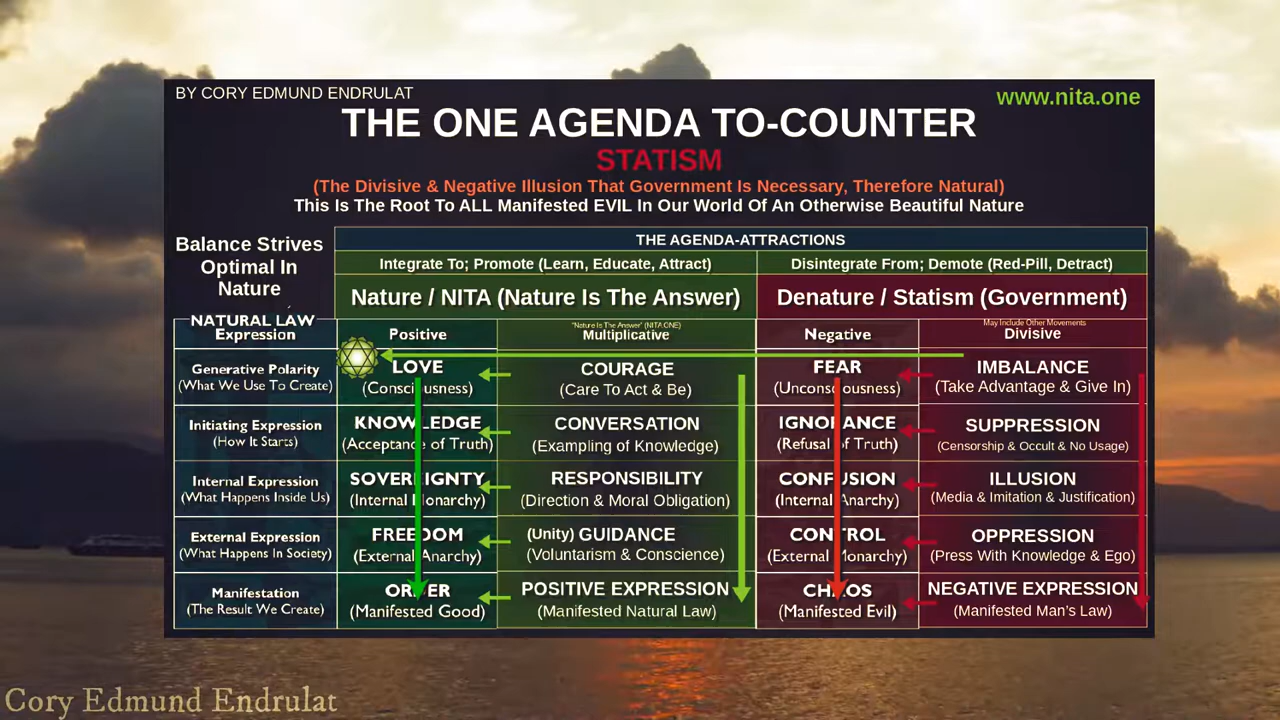 BY CORY EDMUND ENDRULAT
www.nita.one
THE ONE AGENDA TO-COUNTER
STATISM
(The Divisive & Negative Illusion That Government Is Necessary, Therefore Natural)
This Is The Root To ALL Manifested EVIL In Our World Of An Otherwise Beautiful Nature
Balance Strives
Optimal In
Nature
THE AGENDA-ATTRACTIONS
Integrate To; Promote (Learn, Educate, Attract)
Disintegrate From; Demote (Red-Pill, Detract)
Nature / NITA (Nature Is The Answer)
Denature / Statism (Government)
NATURAL LAW
Expression
Positive
"Nature Is The Answer" (NITA.ONE)
Multiplicative
Negative
May Include Other Movements
Divisive
Generative Polarity
(What We Use To Create)
LOVE
(Consciousness)
COURAGE
(Care To Act & Be)
FEAR
(Unconsciousness)
IMBALANCE
(Take Advantage & Give In)
Initiating Expression
(How It Starts)
KNOWLEDGE
(Acceptance of Truth)
CONVERSATION
(Exampling of Knowledge)
IGNORANCE
(Refusal of Truth)
SUPPRESSION
(Censorship & Occult & No Usage)
Internal Expression
(What Happens Inside Us)
SOVEREIGNTY
(Internal Monarchy)
RESPONSIBILITY
(Direction & Moral Obligation)
CONFUSION
(Internal Anarchy)
ILLUSION
(Media & Imitation & Justification)
External Expression
(What Happens In Society)
FREEDOM
(External Anarchy)
(Unity) GUIDANCE
(Voluntarism & Conscience)
CONTROL
(External Monarchy)
OPPRESSION
(Press With Knowledge & Ego)
Manifestation
(The Result We Create)
ORDER
(Manifested Good)
POSITIVE EXPRESSION
(Manifested Natural Law)
CHAOS
(Manifested Evil)
NEGATIVE EXPRESSION
(Manifested Man's Law)
Cory Edmund Endrulat